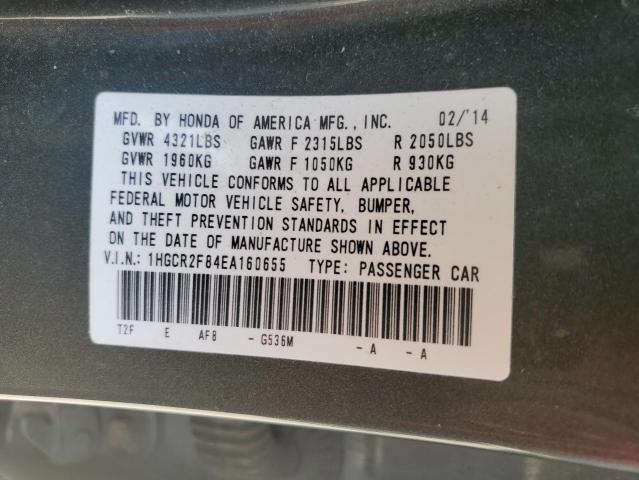 MFD. BY HONDA OF AMERICA MFG., INC. 02/'14
GVWR 4321LBS GAWR F 2315LBS R 2050LBS
GVWR 1960KG GAWR F 1050KG R 930KG
THIS VEHICLE CONFORMS TO ALL APPLICABLE
FEDERAL MOTOR VEHICLE SAFETY, BUMPER,
AND THEFT PREVENTION STANDARDS IN EFFECT
ON THE DATE OF MANUFACTURE SHOWN ABOVE.
V.I.N.: 1HGCR2F84EA160655 TYPE: PASSENGER CAR
T2F E AF8 - G536M - A - A